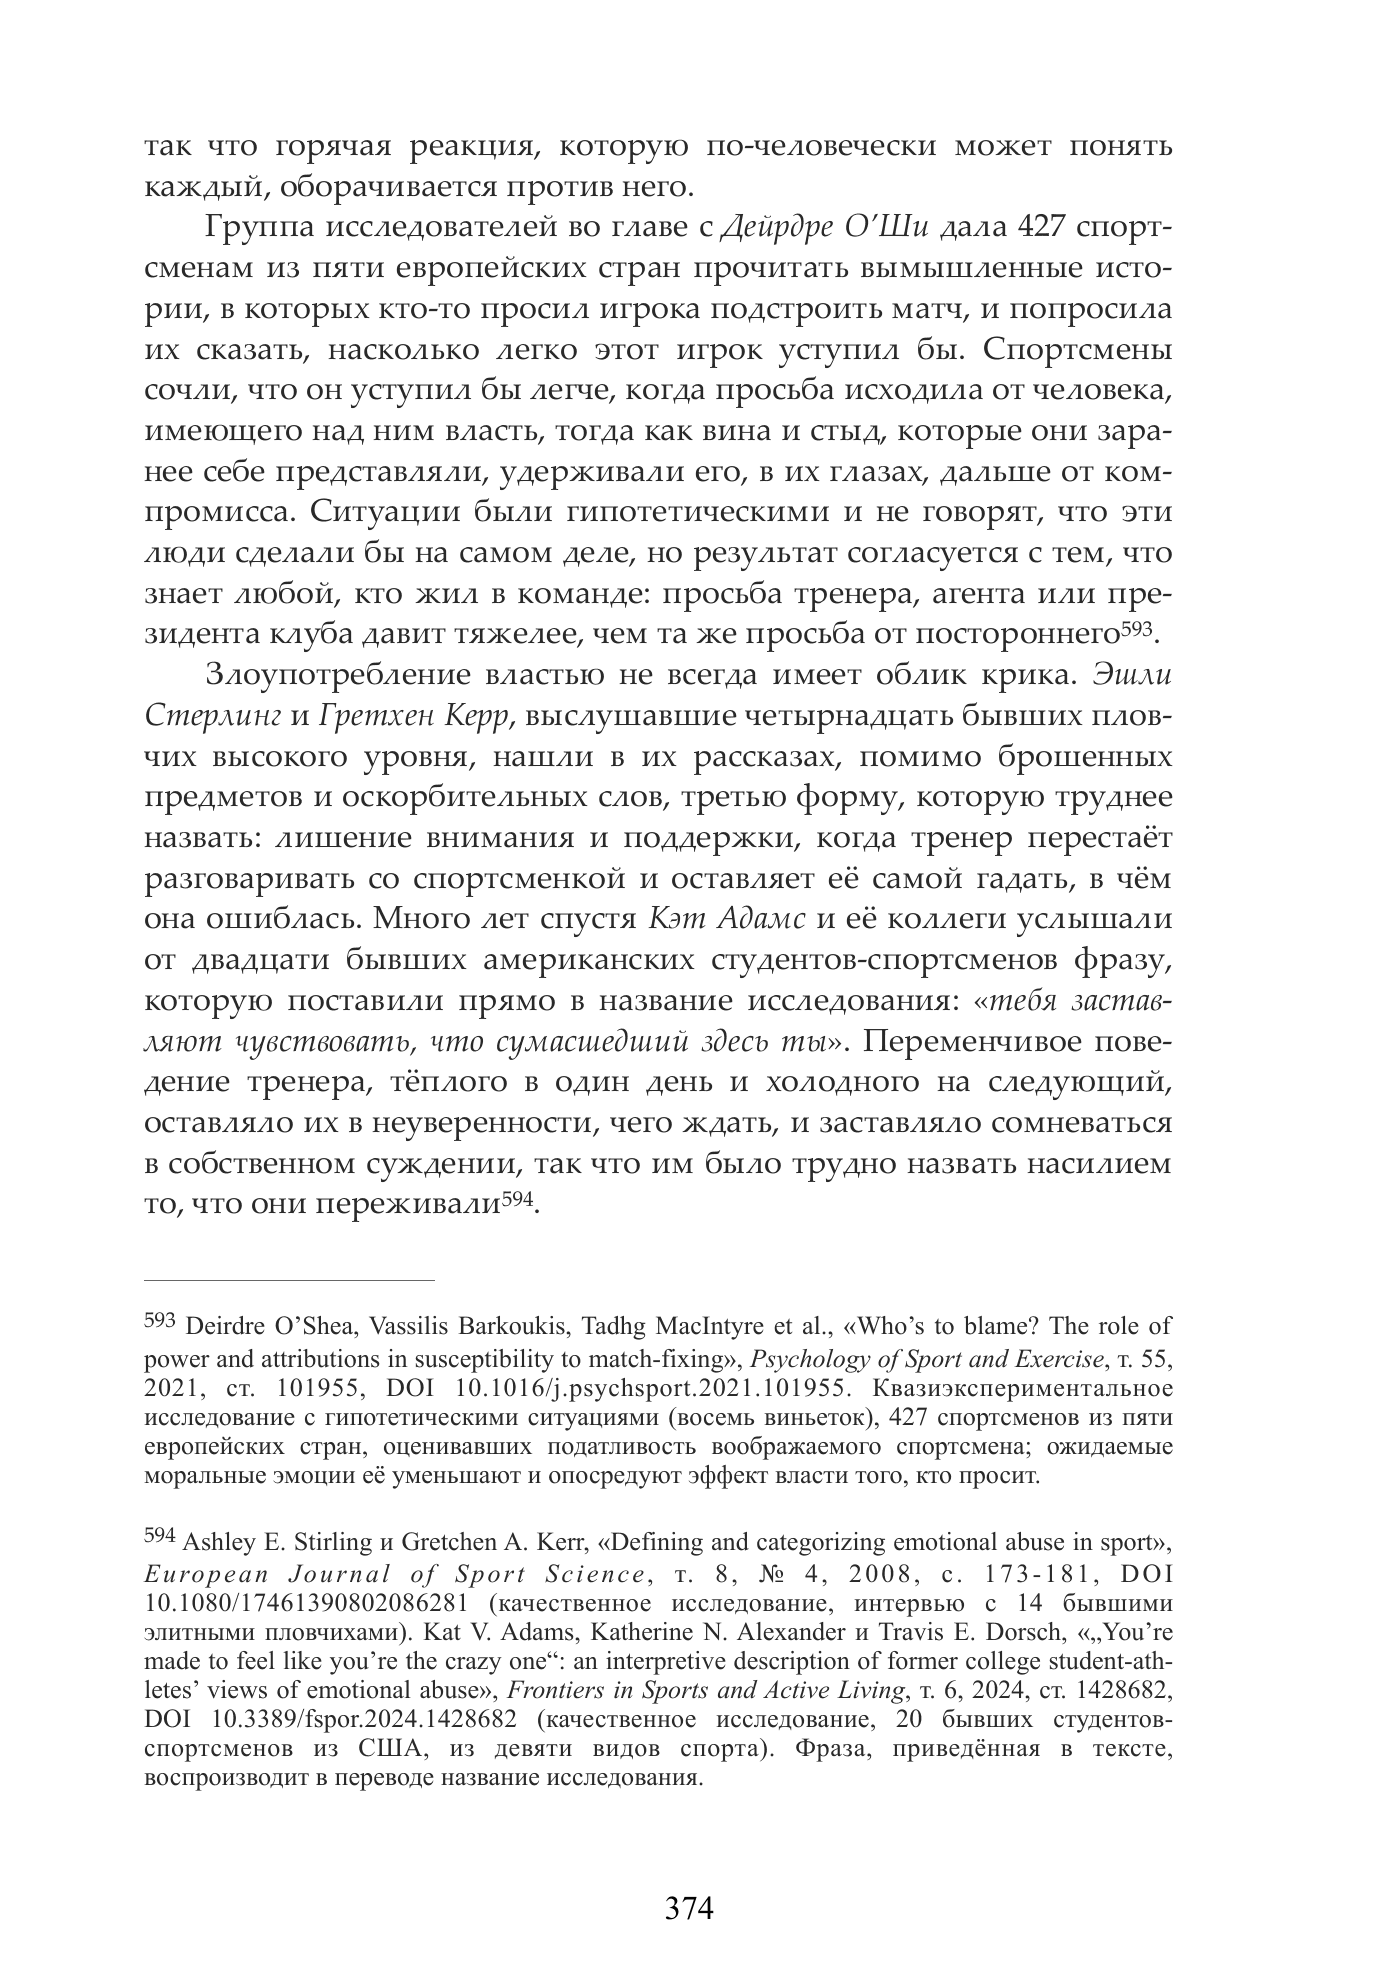 так что горячая реакция, которую по-человечески может понять
каждый, оборачивается против него.
Группа исследователей во главе с Дейрдре О’Ши дала 427 спорт-
сменам из пяти европейских стран прочитать вымышленные исто-
рии, в которых кто-то просил игрока подстроить матч, и попросила
их сказать, насколько легко этот игрок уступил бы. Спортсмены
сочли, что он уступил бы легче, когда просьба исходила от человека,
имеющего над ним власть, тогда как вина и стыд, которые они зара-
нее себе представляли, удерживали его, в их глазах, дальше от ком-
промисса. Ситуации были гипотетическими и не говорят, что эти
люди сделали бы на самом деле, но результат согласуется с тем, что
знает любой, кто жил в команде: просьба тренера, агента или пре-
зидента клуба давит тяжелее, чем та же просьба от постороннего593.
Злоупотребление властью не всегда имеет облик крика. Эшли
Стерлинг и Гретхен Керр, выслушавшие четырнадцать бывших плов-
чих высокого уровня, нашли в их рассказах, помимо брошенных
предметов и оскорбительных слов, третью форму, которую труднее
назвать: лишение внимания и поддержки, когда тренер перестаёт
разговаривать со спортсменкой и оставляет её самой гадать, в чём
она ошиблась. Много лет спустя Кэт Адамс и её коллеги услышали
от двадцати бывших американских студентов-спортсменов фразу,
которую поставили прямо в название исследования: «тебя застав-
ляют чувствовать, что сумасшедший здесь ты». Переменчивое пове-
дение тренера, тёплого в один день и холодного на следующий,
оставляло их в неуверенности, чего ждать, и заставляло сомневаться
в собственном суждении, так что им было трудно назвать насилием
то, что они переживали594.
593 Deirdre O’Shea, Vassilis Barkoukis, Tadhg MacIntyre et al., «Who’s to blame? The role of
power and attributions in susceptibility to match-fixing», Psychology of Sport and Exercise, т. 55,
2021, ст. 101955, DOI 10.1016/j.psychsport.2021.101955. Квазиэкспериментальное
исследование с гипотетическими ситуациями (восемь виньеток), 427 спортсменов из пяти
европейских стран, оценивавших податливость воображаемого спортсмена; ожидаемые
моральные эмоции её уменьшают и опосредуют эффект власти того, кто просит.
594 Ashley E. Stirling и Gretchen A. Kerr, «Defining and categorizing emotional abuse in sport»,
European Journal of Sport Science, т. 8, № 4, 2008, с. 173-181, DOI
10.1080/17461390802086281 (качественное исследование, интервью с 14 бывшими
элитными пловчихами). Kat V. Adams, Katherine N. Alexander и Travis E. Dorsch, «„You’re
made to feel like you’re the crazy one“: an interpretive description of former college student-ath-
letes’ views of emotional abuse», Frontiers in Sports and Active Living, т. 6, 2024, ст. 1428682,
DOI 10.3389/fspor.2024.1428682 (качественное исследование, 20 бывших студентов-
спортсменов из США, из девяти видов спорта). Фраза, приведённая в тексте,
воспроизводит в переводе название исследования.
374